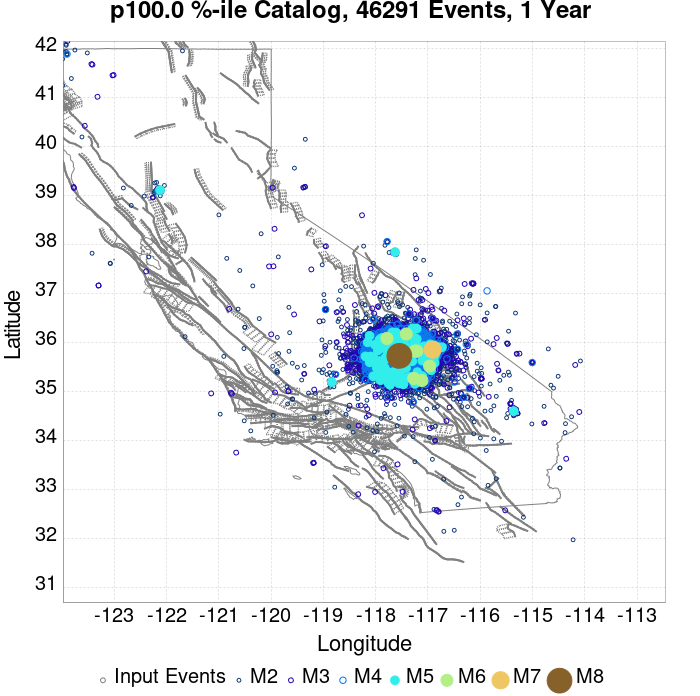 p100.0 %-ile Catalog, 46291 Events, 1 Year
42
41
40
39
38
37
36
35
34
33
32
31
Latitude
-123 -122 -121 -120 -119 -118 -117 -116 -115 -114 -113
Longitude
Input Events M2 M3 M4 M5 M6 M7 M8